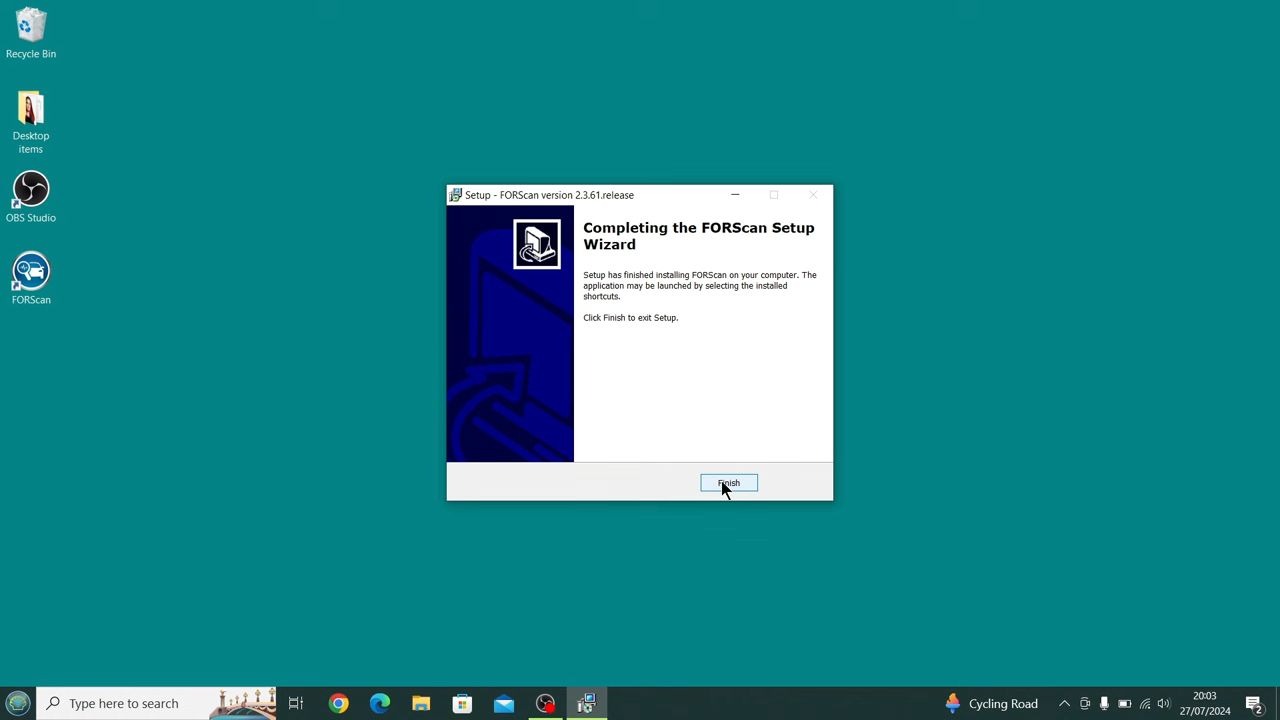 Recycle Bin
Desktop
items
OBS Studio
FORScan
Setup - FORScan version 2.3.61.release
Completing the FORScan Setup
Wizard
Setup has finished installing FORScan on your computer. The
application may be launched by selecting the installed
shortcuts.
Click Finish to exit Setup.
Finish
Type here to search
Cycling Road
20:03
27/07/2024
2